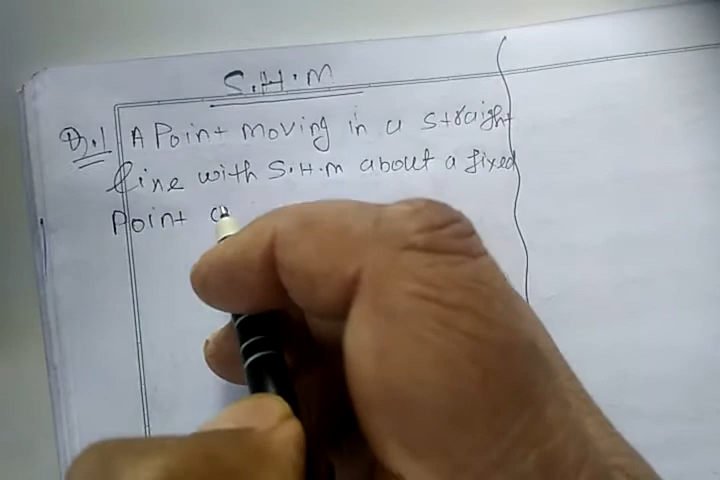 S.H.M
Q.1 A Point moving in a straight
line with S.H.M about a fixed
Point